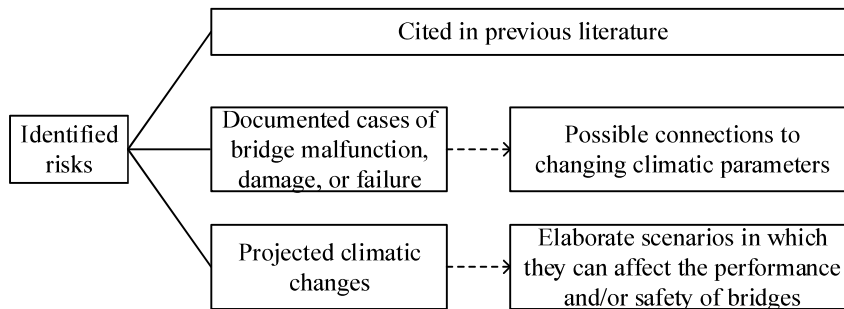 Cited in previous literature
Identified
risks
Documented cases of
bridge malfunction,
damage, or failure
Possible connections to
changing climatic parameters
Projected climatic
changes
Elaborate scenarios in which
they can affect the performance
and/or safety of bridges